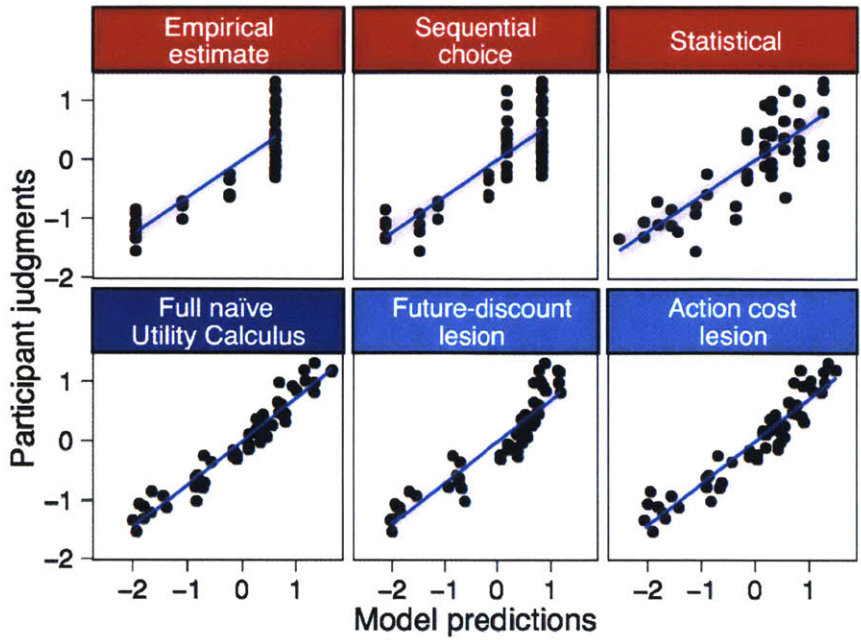 Empirical
estimate
Sequential
choice
Statistical
1
0
−1
−2
Full naïve
Utility Calculus
Future-discount
lesion
Action cost
lesion
1
0
−1
−2
−2 −1 0 1
−2 −1 0 1
−2 −1 0 1
Participant judgments
Model predictions